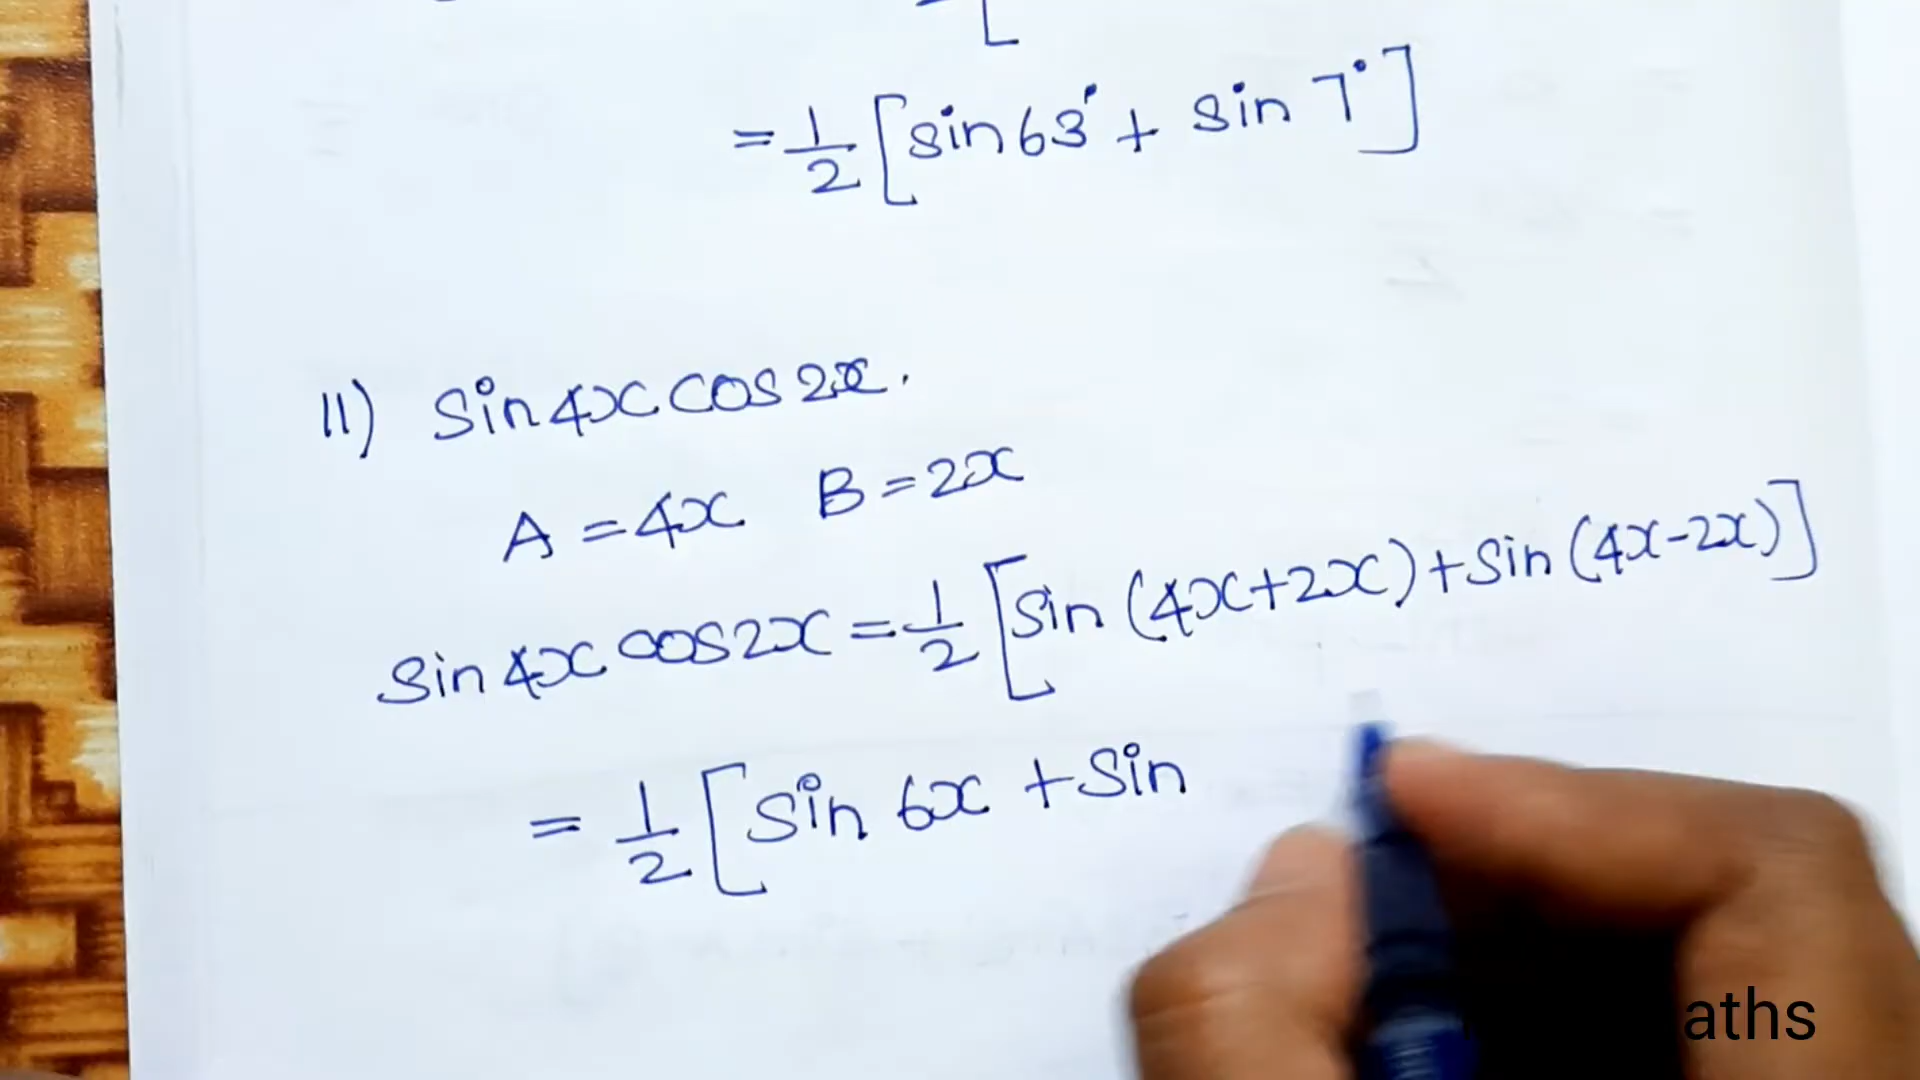 = 1/2 [sin 63° + sin 7°]
11) Sin 4x cos 2x.
A = 4x B = 2x
Sin 4x cos 2x = 1/2 [sin (4x+2x) + sin (4x-2x)]
= 1/2 [sin 6x + sin
aths